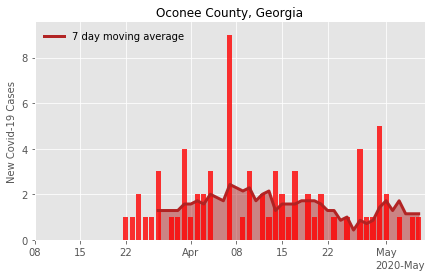 Oconee County, Georgia
7 day moving average
New Covid-19 Cases
8
6
4
2
0
08 15 22 Apr 08 15 22 May
2020-May